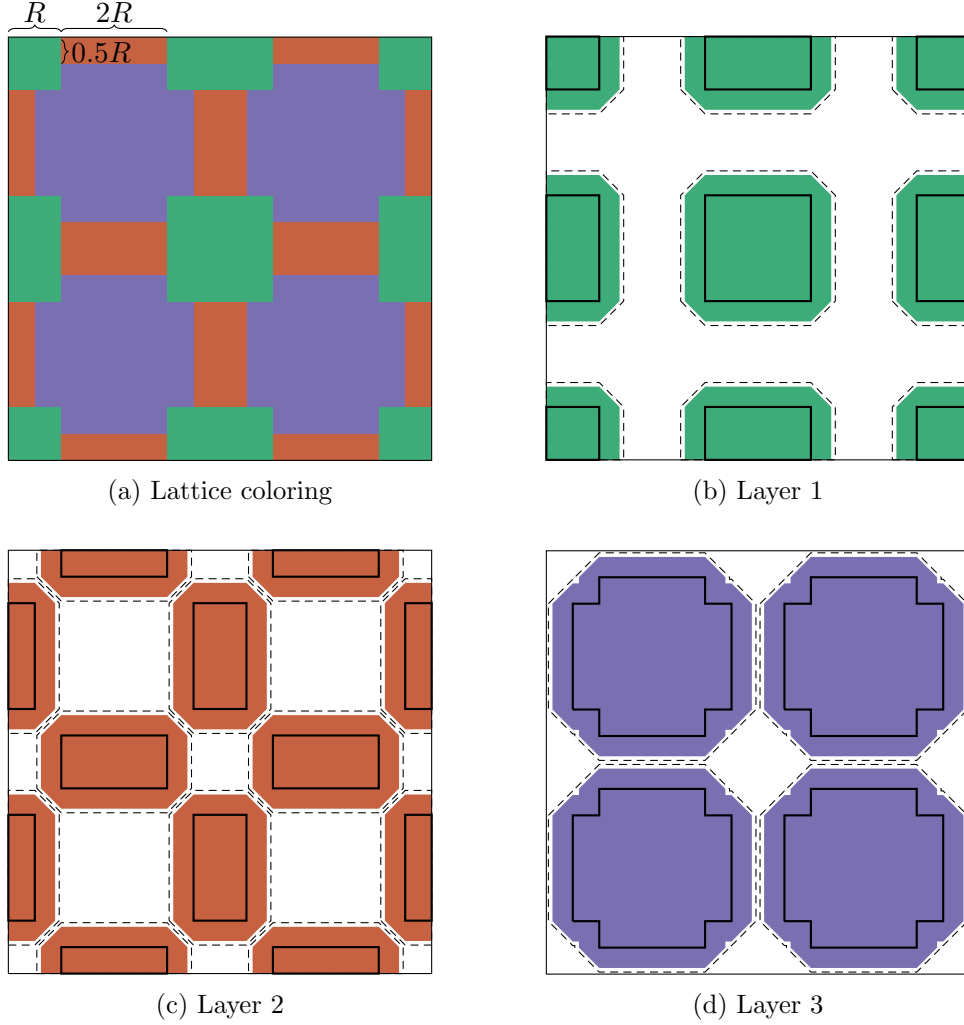 R 2R
0.5R
(a) Lattice coloring
(b) Layer 1
(c) Layer 2
(d) Layer 3